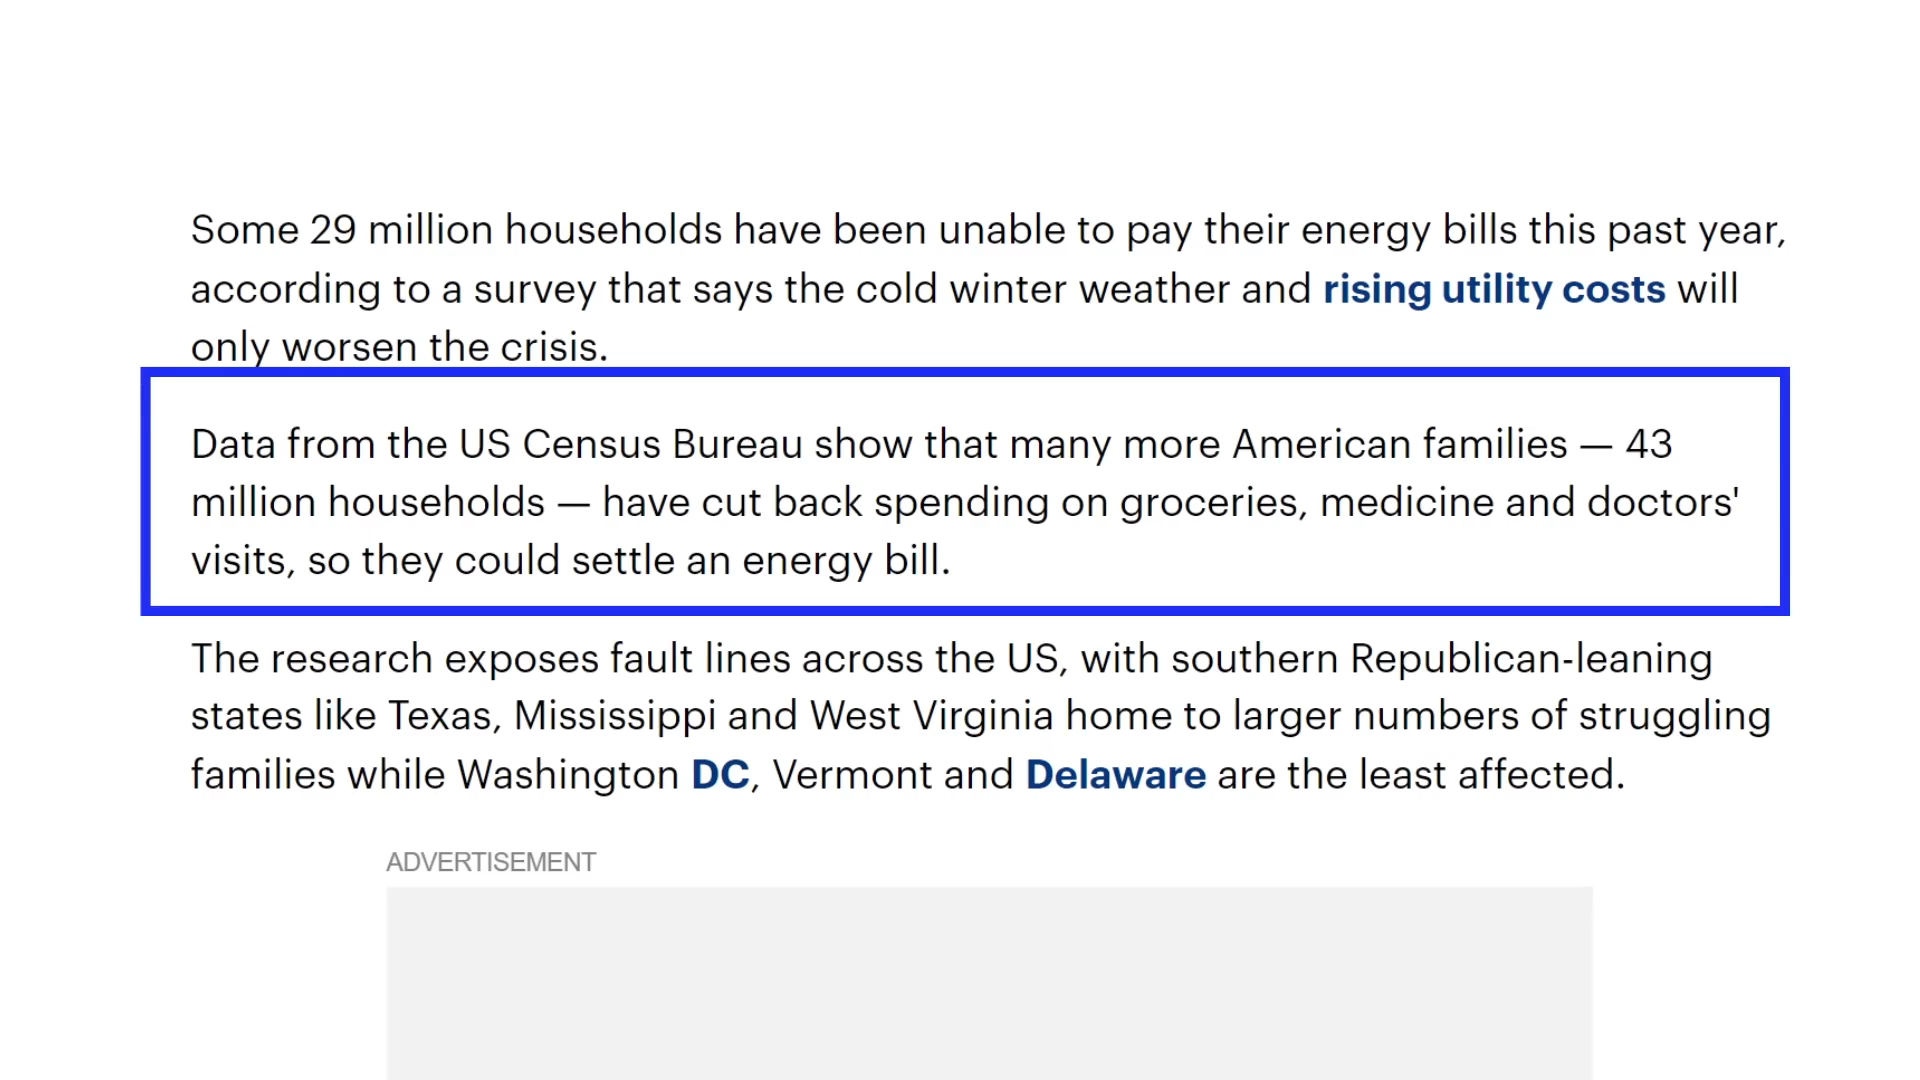 Some 29 million households have been unable to pay their energy bills this past year,
according to a survey that says the cold winter weather and rising utility costs will
only worsen the crisis.
Data from the US Census Bureau show that many more American families — 43
million households — have cut back spending on groceries, medicine and doctors'
visits, so they could settle an energy bill.
The research exposes fault lines across the US, with southern Republican-leaning
states like Texas, Mississippi and West Virginia home to larger numbers of struggling
families while Washington DC, Vermont and Delaware are the least affected.
ADVERTISEMENT